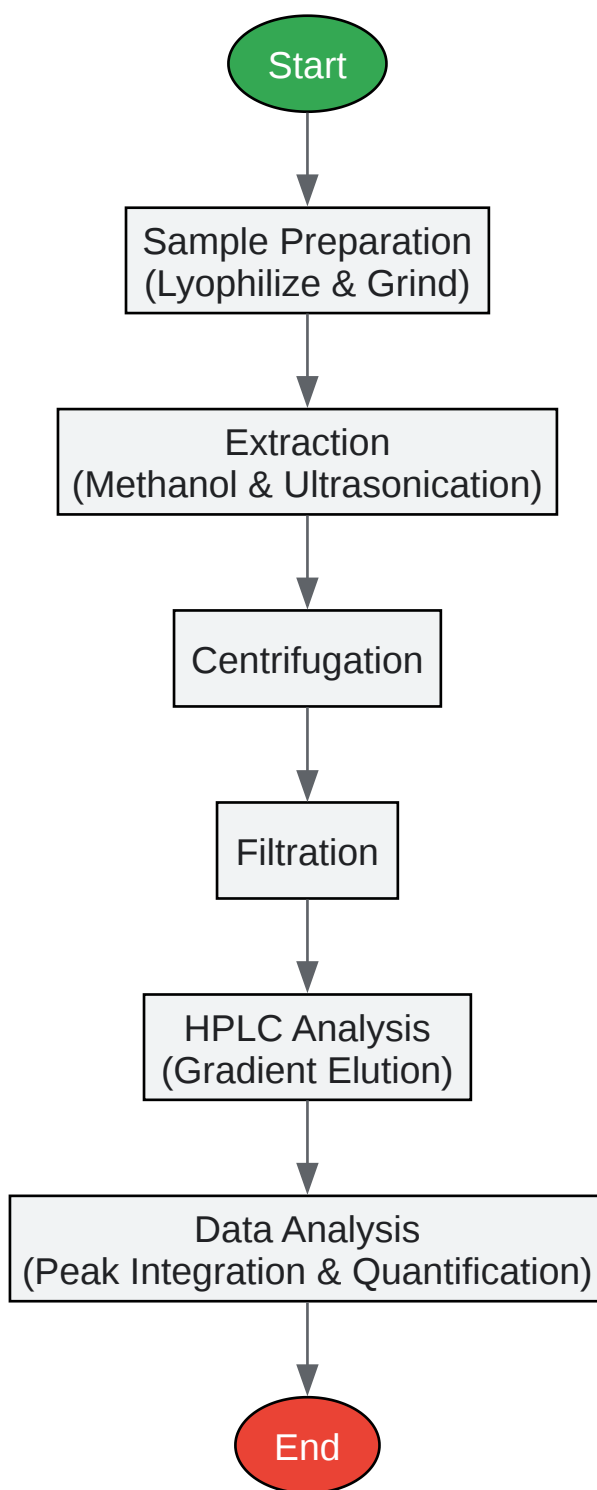 Start
Sample Preparation
(Lyophilize & Grind)
Extraction
(Methanol & Ultrasonication)
Centrifugation
Filtration
HPLC Analysis
(Gradient Elution)
Data Analysis
(Peak Integration & Quantification)
End